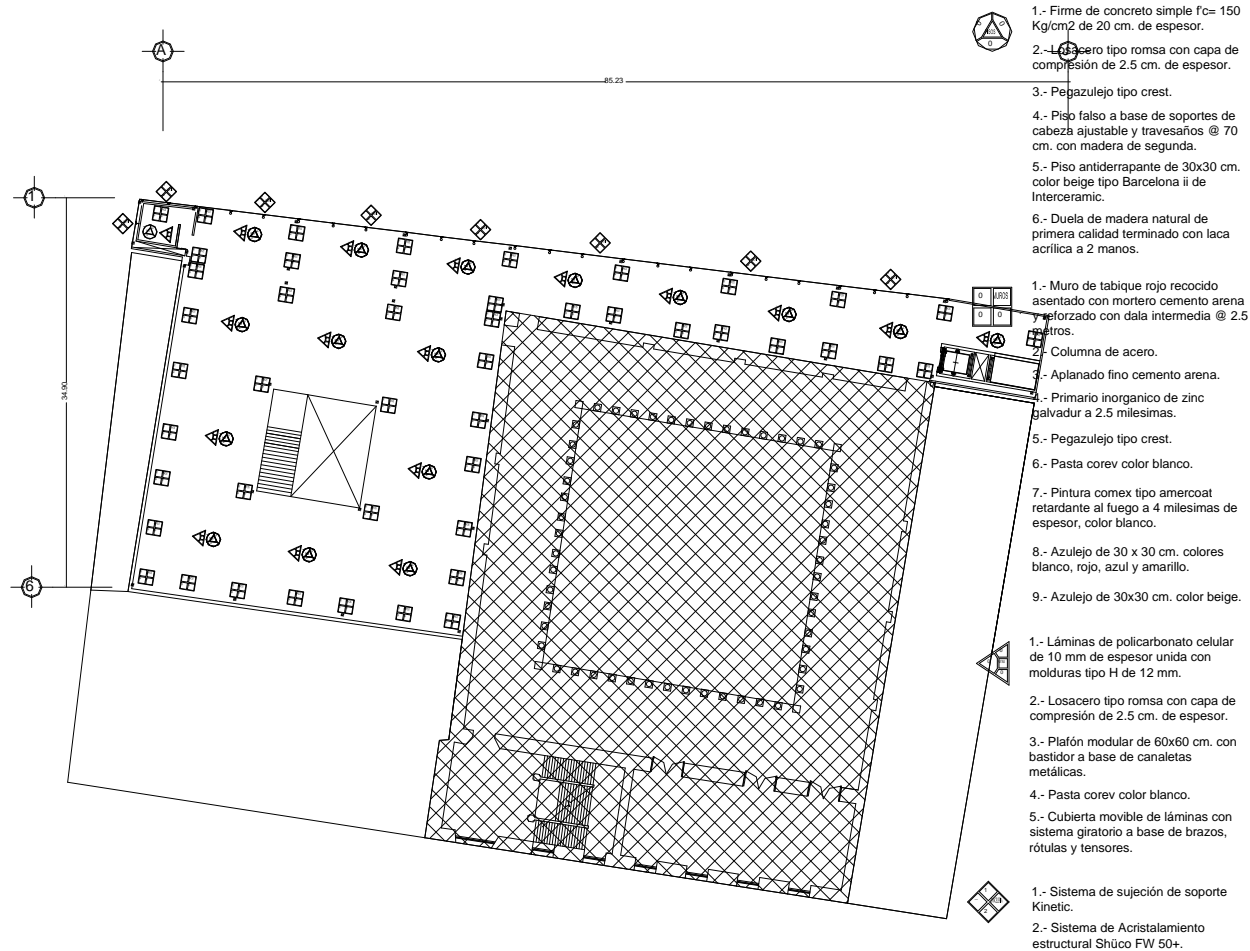 1.- Firme de concreto simple f'c= 150
Kg/cm2 de 20 cm. de espesor.
2.- Losacero tipo romsa con capa de
compresión de 2.5 cm. de espesor.
3.- Pegazulejo tipo crest.
4.- Piso falso a base de soportes de
cabeza ajustable y travesaños @ 70
cm. con madera de segunda.
5.- Piso antiderrapante de 30x30 cm.
color beige tipo Barcelona ii de
Interceramic.
6.- Duela de madera natural de
primera calidad terminado con laca
acrílica a 2 manos.
A
85.23
1
34.90
6
0
MUROS
0
0
1.- Muro de tabique rojo recocido
asentado con mortero cemento arena
y reforzado con dala intermedia @ 2.5
metros.
2.- Columna de acero.
3.- Aplanado fino cemento arena.
4.- Primario inorganico de zinc
galvadur a 2.5 milesimas.
5.- Pegazulejo tipo crest.
6.- Pasta corev color blanco.
7.- Pintura comex tipo amercoat
retardante al fuego a 4 milesimas de
espesor, color blanco.
8.- Azulejo de 30 x 30 cm. colores
blanco, rojo, azul y amarillo.
9.- Azulejo de 30x30 cm. color beige.
1.- Láminas de policarbonato celular
de 10 mm de espesor unida con
molduras tipo H de 12 mm.
2.- Losacero tipo romsa con capa de
compresión de 2.5 cm. de espesor.
3.- Plafón modular de 60x60 cm. con
bastidor a base de canaletas
metálicas.
4.- Pasta corev color blanco.
5.- Cubierta movible de láminas con
sistema giratorio a base de brazos,
rótulas y tensores.
1.- Sistema de sujeción de soporte
Kinetic.
2.- Sistema de Acristalamiento
estructural Shüco FW 50+.